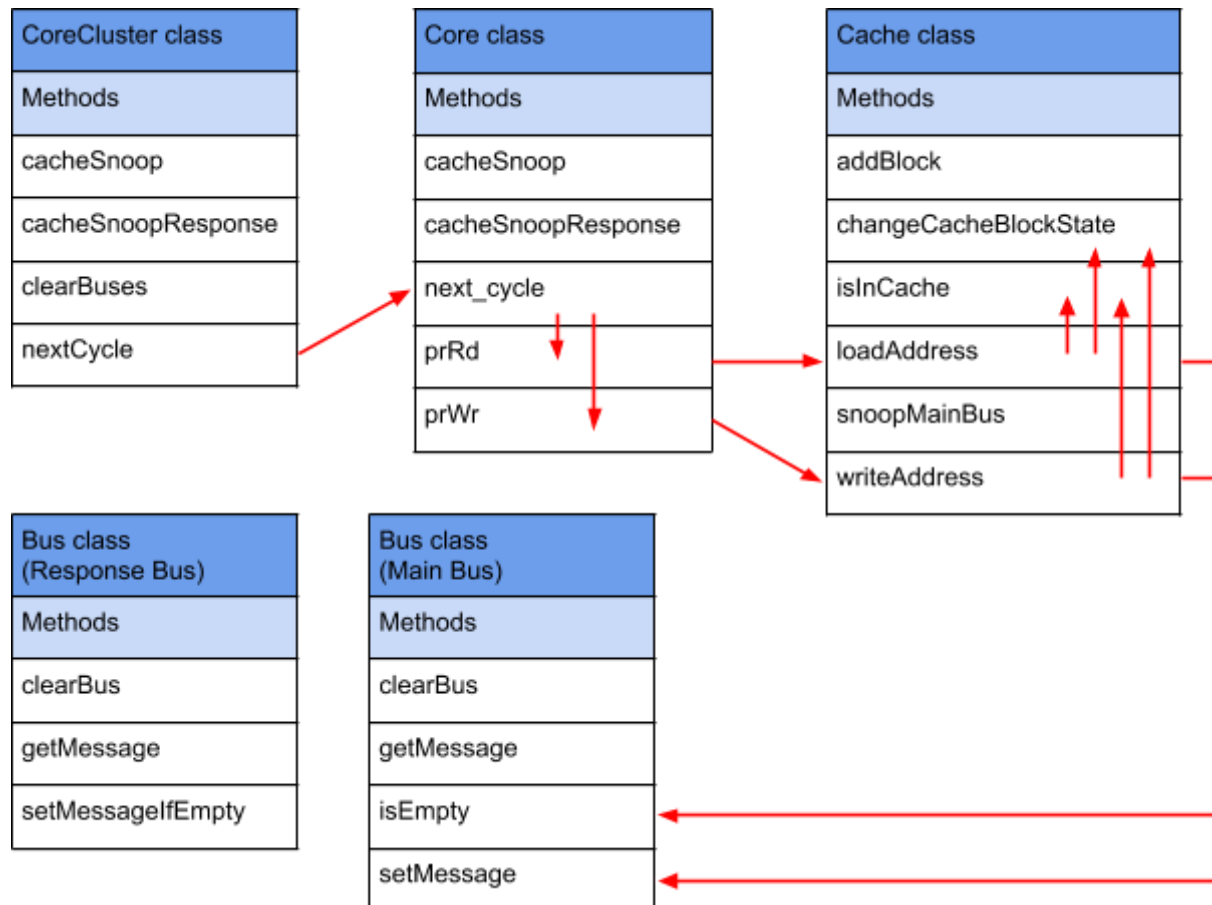 CoreCluster class
Methods
cacheSnoop
cacheSnoopResponse
clearBuses
nextCycle
Core class
Methods
cacheSnoop
cacheSnoopResponse
next_cycle
prRd
prWr
Cache class
Methods
addBlock
changeCacheBlockState
isInCache
loadAddress
snoopMainBus
writeAddress
Bus class
(Response Bus)
Methods
clearBus
getMessage
setMessageIfEmpty
Bus class
(Main Bus)
Methods
clearBus
getMessage
isEmpty
setMessage